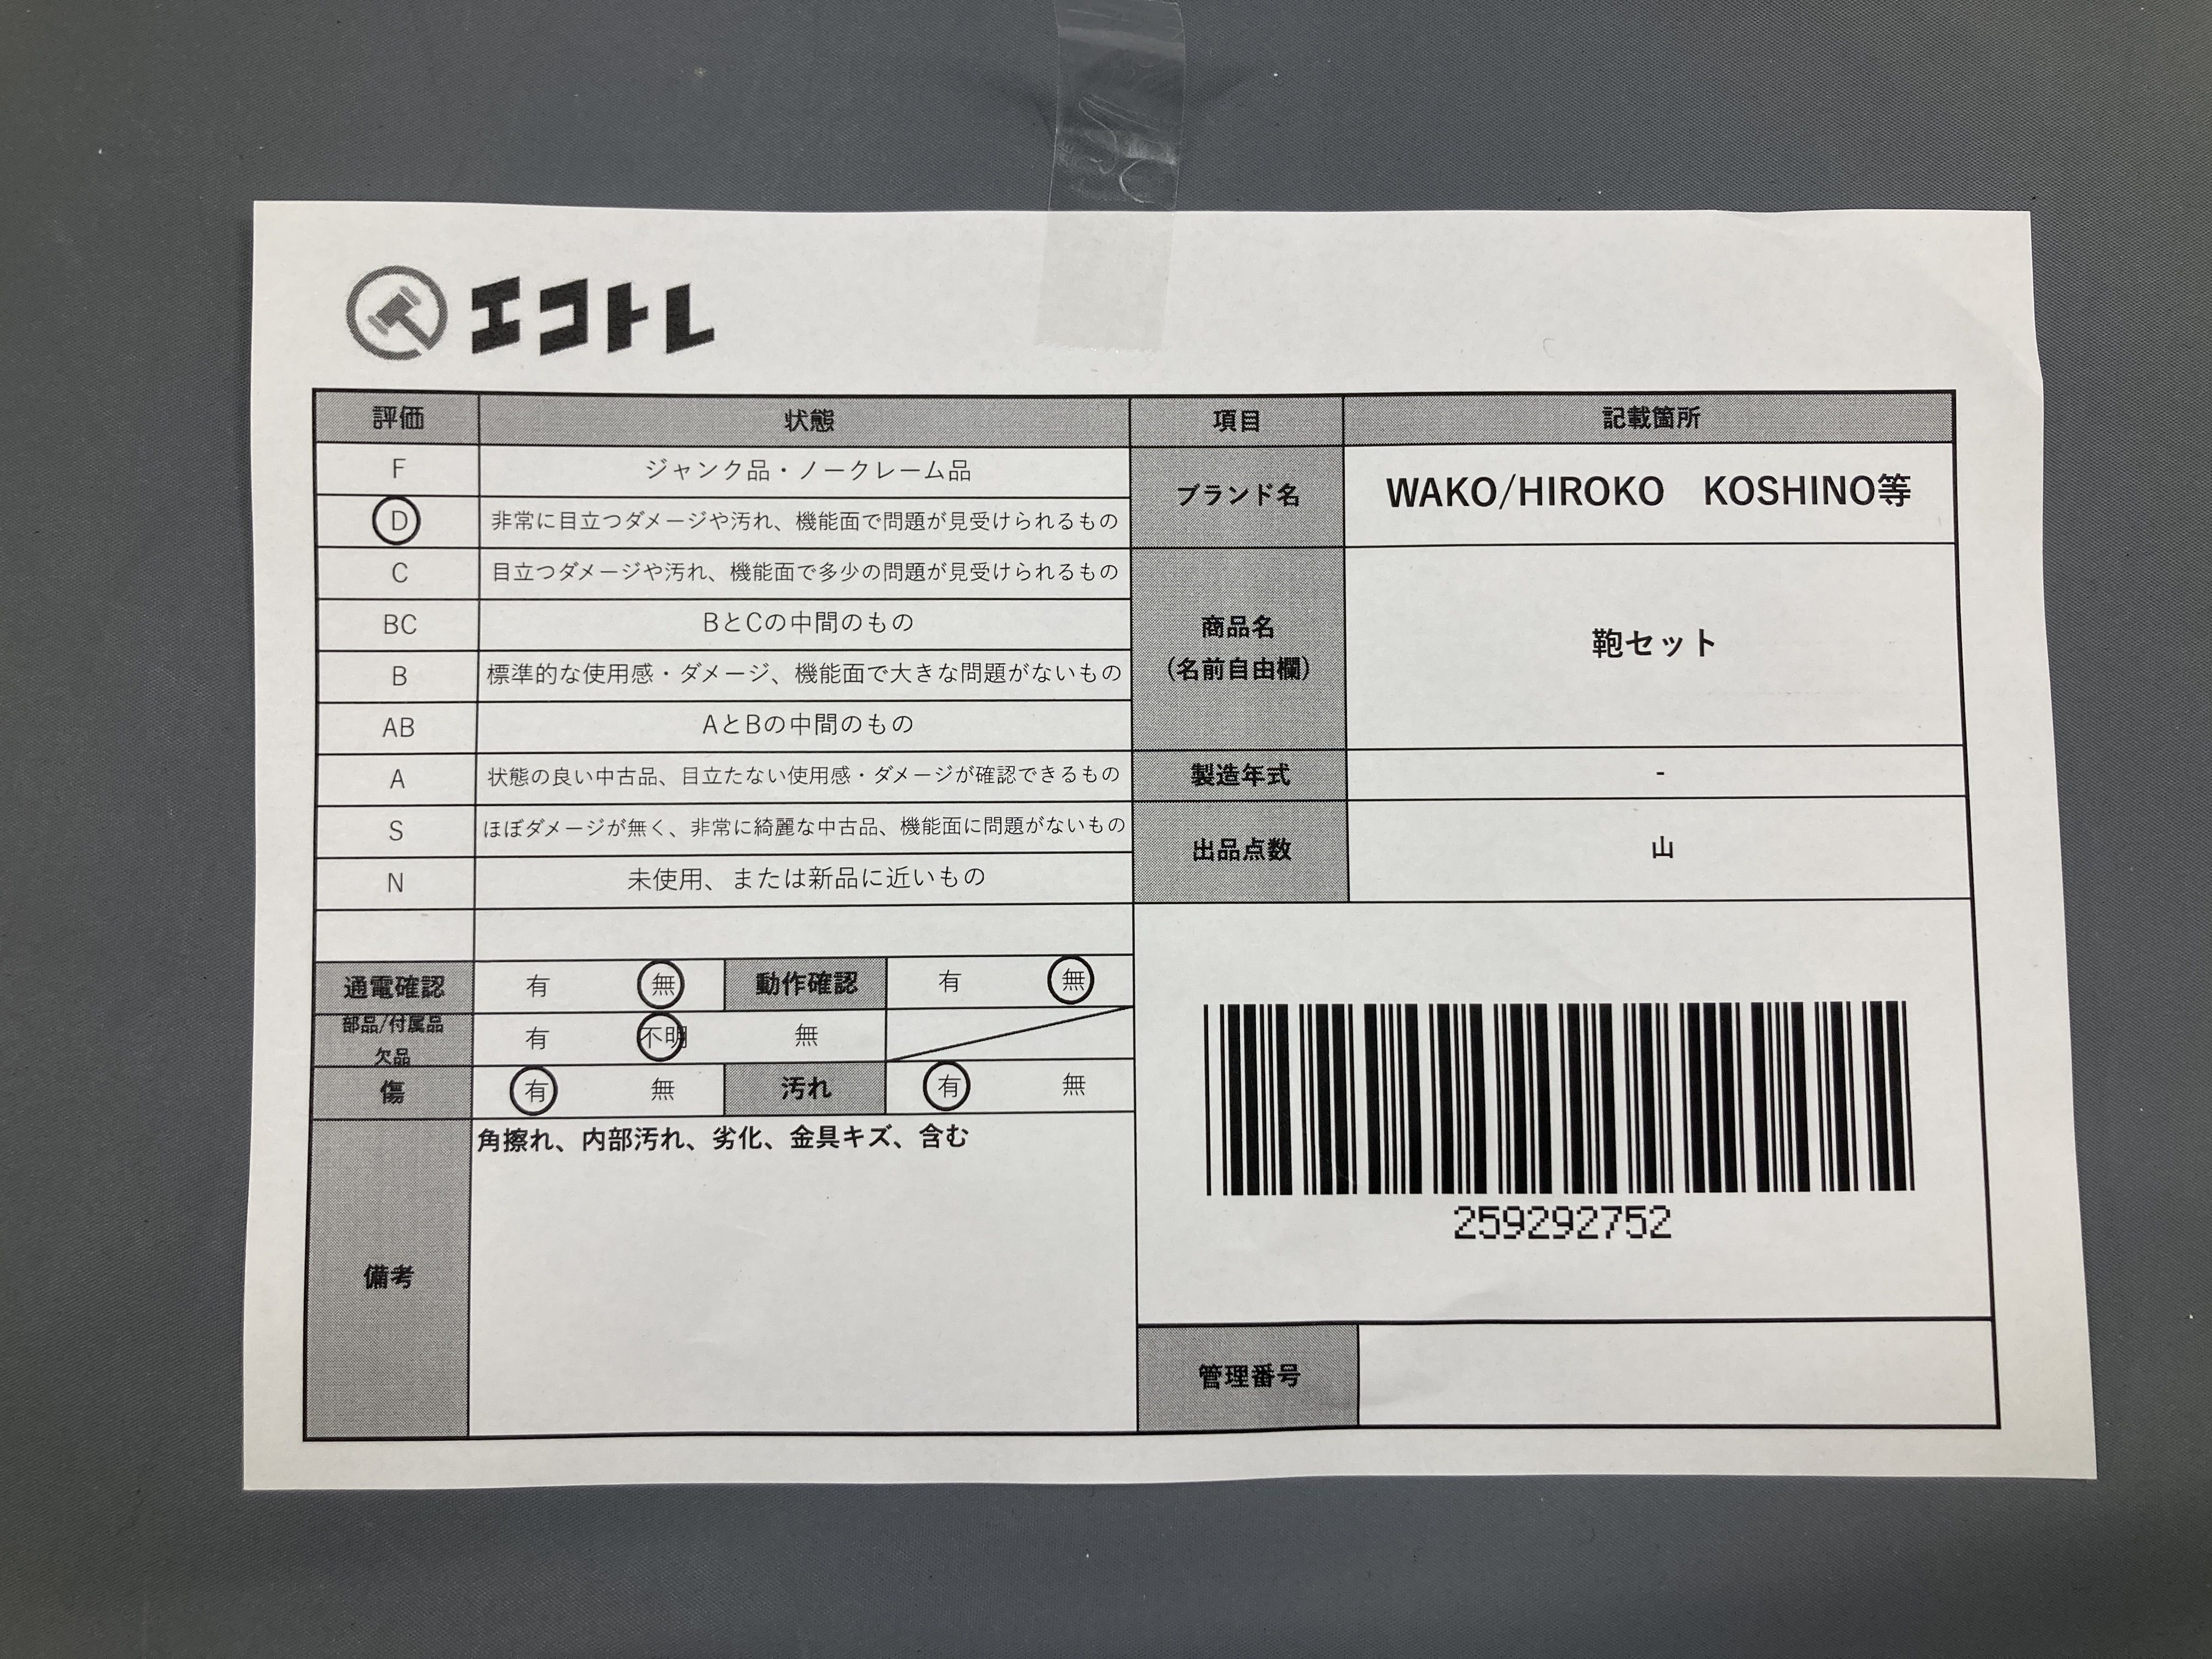 エコトレ
評価 状態 項目 記載箇所
F ジャンク品・ノークレーム品
D 非常に目立つダメージや汚れ、機能面で問題が見受けられるもの
ブランド名 WAKO/HIROKO　KOSHINO等
C 目立つダメージや汚れ、機能面で多少の問題が見受けられるもの
BC BとCの中間のもの
B 標準的な使用感・ダメージ、機能面で大きな問題がないもの
商品名
(名前自由欄)
鞄セット
AB AとBの中間のもの
A 状態の良い中古品、目立たない使用感・ダメージが確認できるもの
製造年式 -
S ほぼダメージが無く、非常に綺麗な中古品、機能面に問題がないもの
出品点数 山
N 未使用、または新品に近いもの
通電確認 有 無 動作確認 有 無
部品/付属品
欠品
有 不明 無
傷 有 無 汚れ 有 無
備考
角擦れ、内部汚れ、劣化、金具キズ、含む
259292752
管理番号